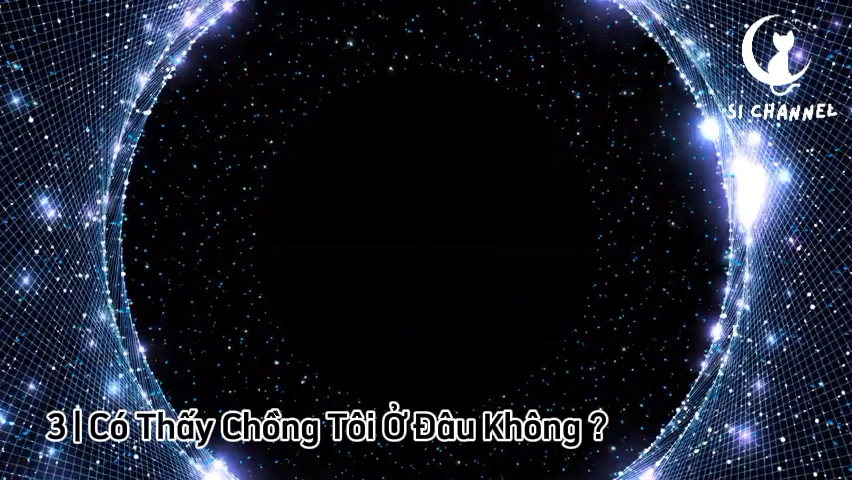 SI CHANNEL
3 | Có Thấy Chồng Tôi Ở Đâu Không ?